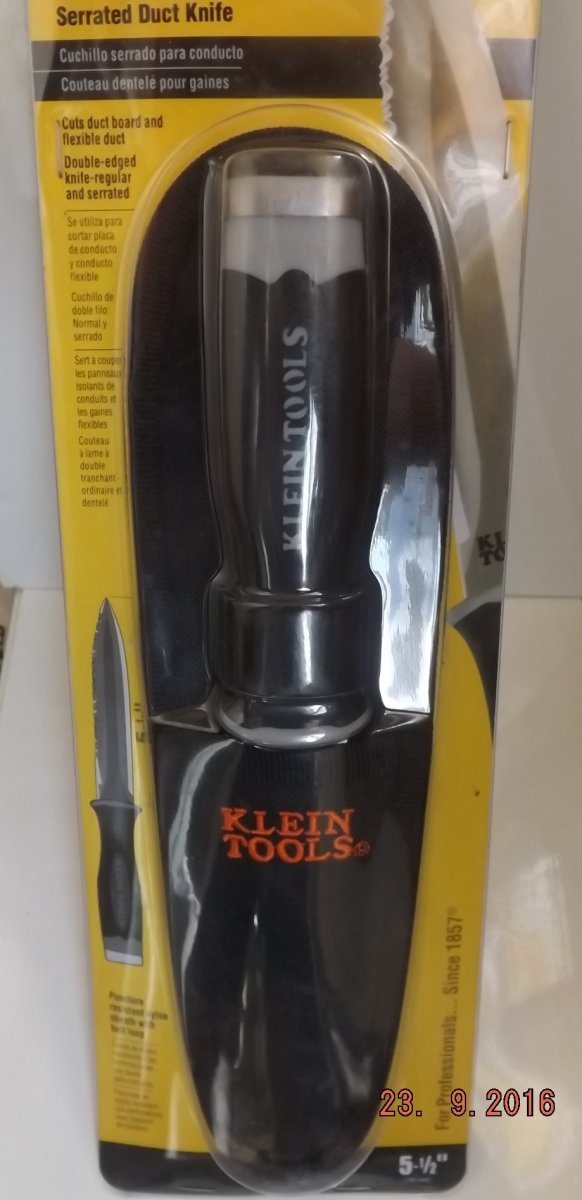 Serrated Duct Knife
Cuchillo serrado para conducto
Couteau dentelé pour gaines
Cuts duct board and
flexible duct
Double-edged
knife-regular
and serrated
Se utiliza para
cortar placa
de conducto
y conducto
flexible
Cuchillo de
doble filo:
Normal y
serrado
Sert à couper
les panneaux
isolants de
conduits et
les gaines
flexibles
Couteau
à lame à
double
tranchant-
ordinaire et
dentelé
KLEIN TOOLS
KL
TO
KLEIN
TOOLS®
Puncture
resistant nylon
sheath with
belt loop
For Professionals... Since 1857®
23. 9.2016
5-½"